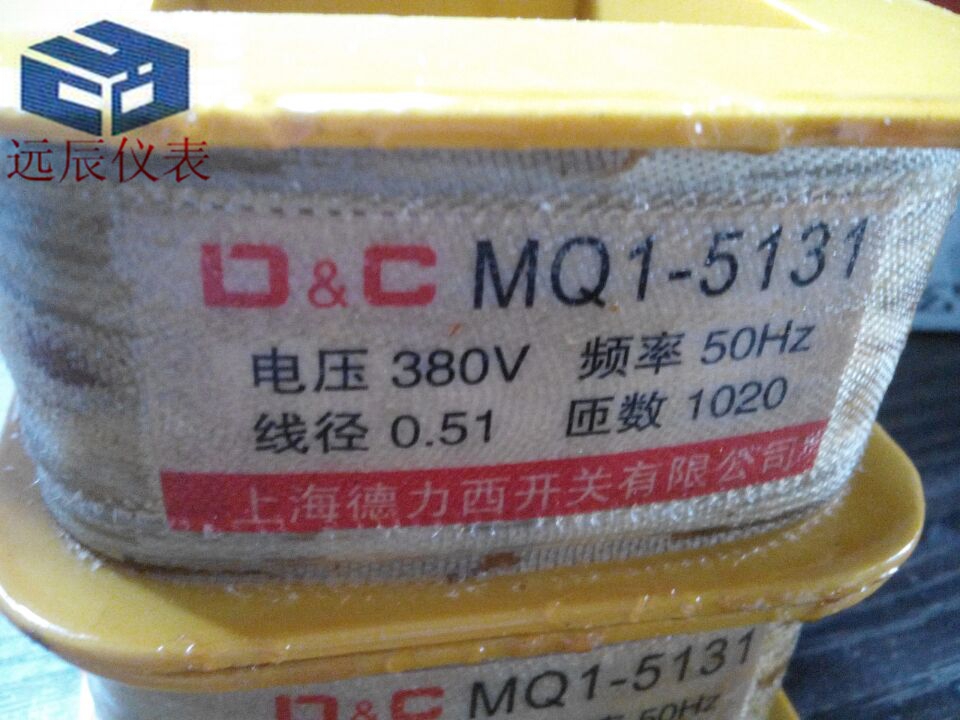 远辰仪表
D&C MQ1-5131
电压 380V 频率 50Hz
线径 0.51 匝数 1020
上海德力西开关有限公司
D&C MQ1-5131
50Hz